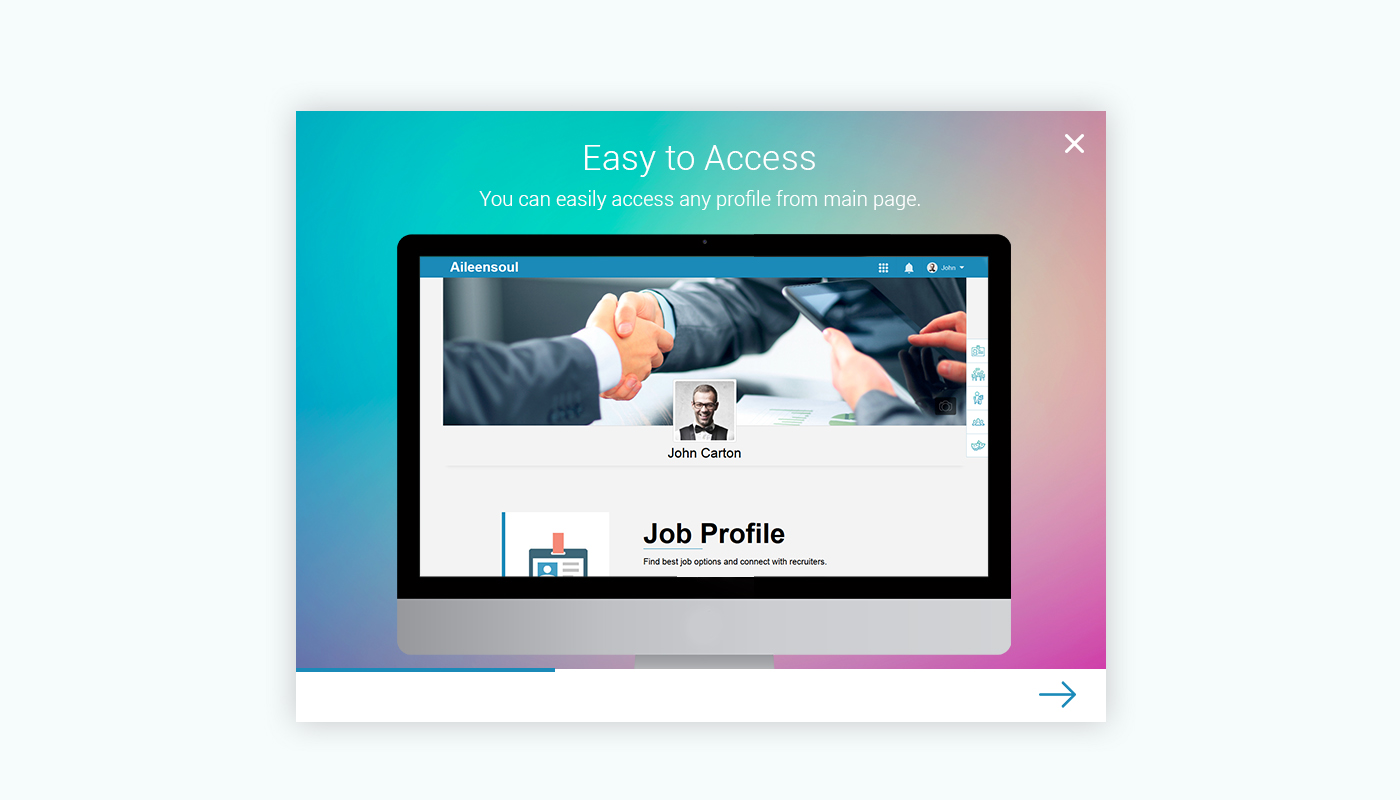 Easy to Access
You can easily access any profile from main page.
Aileensoul
John
John Carton
Job Profile
Find best job options and connect with recruiters.